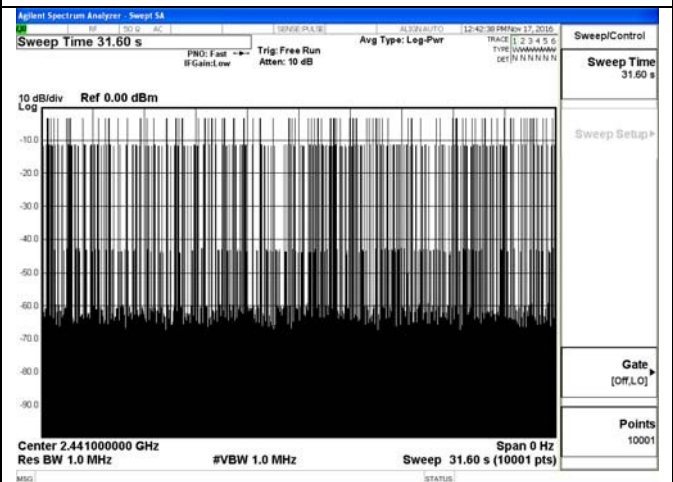 Agilent Spectrum Analyzer - Swept SA
RF 50 Ω AC SENSE:PULSE ALIGNAUTO 12:42:38 PM Nov 17, 2016
Sweep/Control
Sweep Time 31.60 s
Avg Type: Log-Pwr
TRACE 1 2 3 4 5 6
TYPE
DET N N N N N N
PNO: Fast
IFGain:Low
Trig: Free Run
Atten: 10 dB
Sweep Time
31.60 s
10 dB/div
Log
Ref 0.00 dBm
Sweep Setup
-10.0
-20.0
-30.0
-40.0
-50.0
-60.0
-70.0
-80.0
-90.0
Gate
[Off,LO]
Points
10001
Center 2.441000000 GHz
Span 0 Hz
Res BW 1.0 MHz
#VBW 1.0 MHz
Sweep 31.60 s (10001 pts)
MSG
STATUS